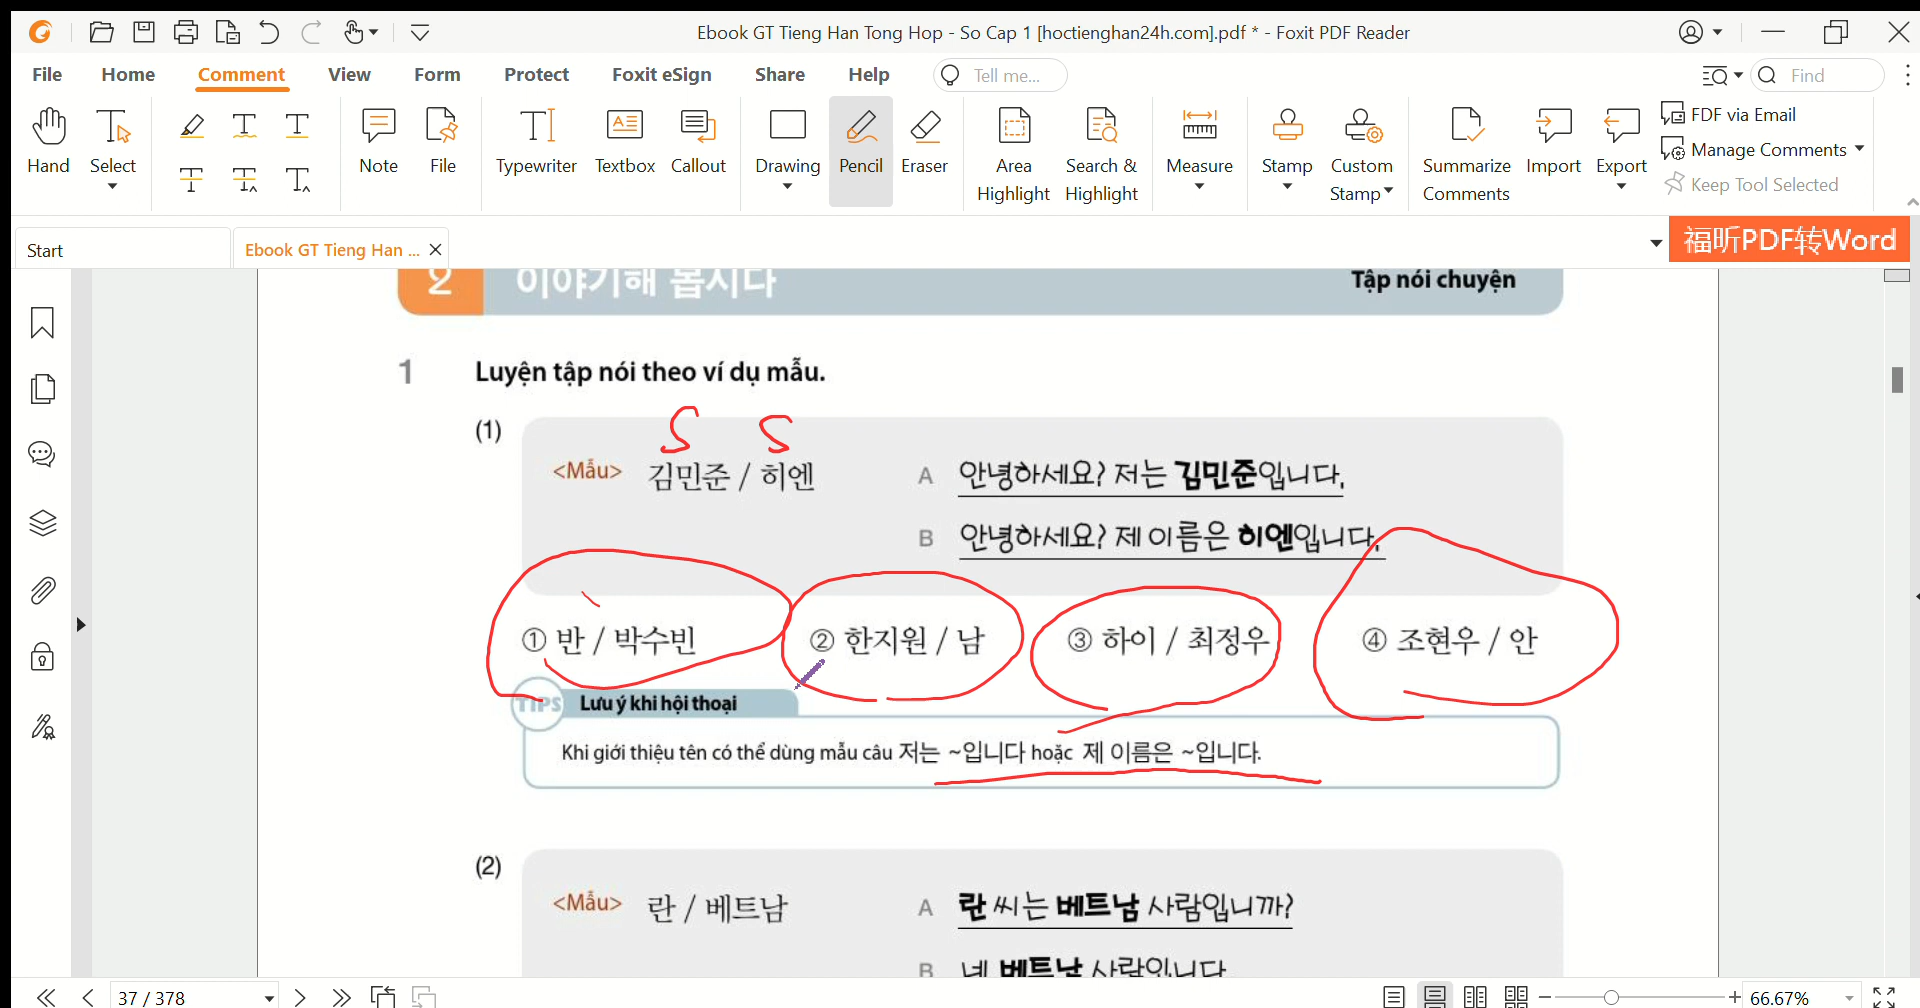 Ebook GT Tieng Han Tong Hop - So Cap 1 [hoctienghan24h.com].pdf * - Foxit PDF Reader
File Home Comment View Form Protect Foxit eSign Share Help Tell me... Find
Hand Select Note File Typewriter Textbox Callout Drawing Pencil Eraser Area Highlight Search & Highlight Measure Stamp Custom Stamp Summarize Comments Import Export
FDF via Email
Manage Comments
Keep Tool Selected
Start
Ebook GT Tieng Han ...
福昕PDF转Word
2 이야기해 봅시다 Tập nói chuyện
1 Luyện tập nói theo ví dụ mẫu.
S S
(1) <Mẫu> 김민준 / 히엔 A 안녕하세요? 저는 김민준입니다.
B 안녕하세요? 제 이름은 히엔입니다.
① 반 / 박수빈 ② 한지원 / 남 ③ 하이 / 최정우 ④ 조현우 / 안
TIPS Lưu ý khi hội thoại
Khi giới thiệu tên có thể dùng mẫu câu 저는 ~입니다 hoặc 제 이름은 ~입니다.
(2) <Mẫu> 란 / 베트남 A 란 씨는 베트남 사람입니까?
B 네 베트남 사람입니다
37 / 378 66.67%